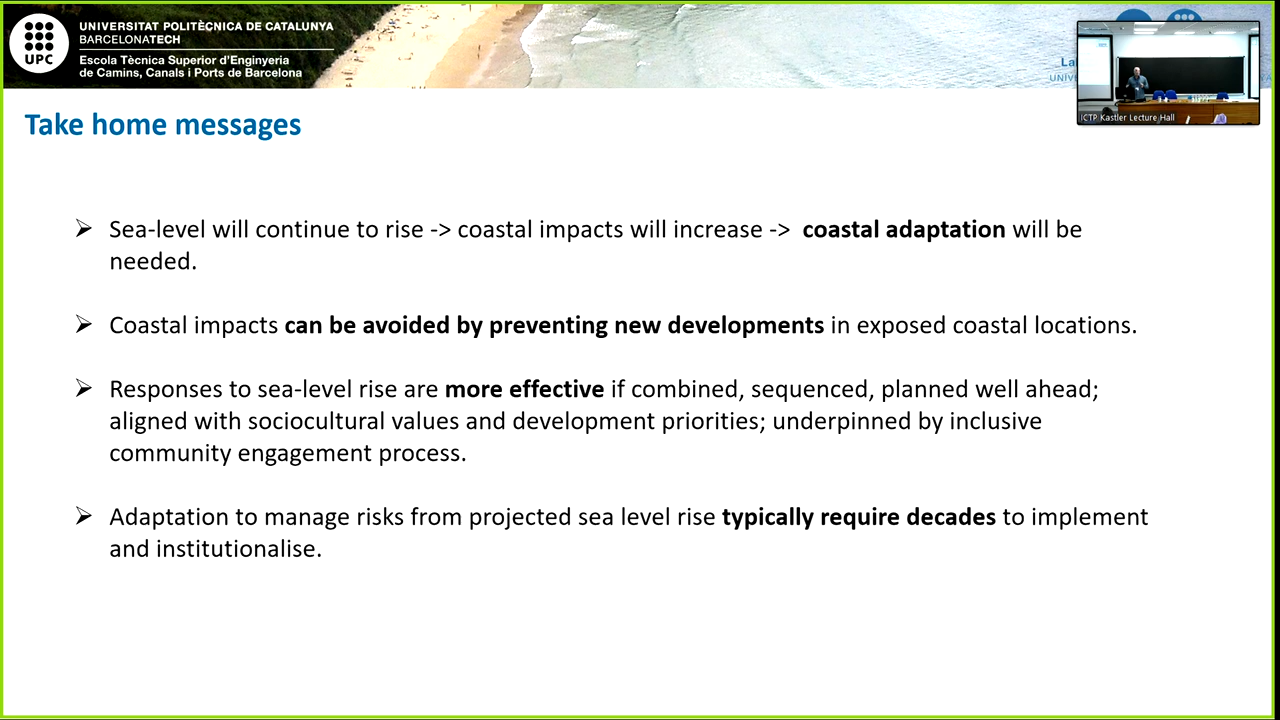 UNIVERSITAT POLITÈCNICA DE CATALUNYA
BARCELONATECH
Escola Tècnica Superior d'Enginyeria
de Camins, Canals i Ports de Barcelona
UPC
ICTP Kastler Lecture Hall
Take home messages
Sea-level will continue to rise -> coastal impacts will increase -> coastal adaptation will be
needed.
Coastal impacts can be avoided by preventing new developments in exposed coastal locations.
Responses to sea-level rise are more effective if combined, sequenced, planned well ahead;
aligned with sociocultural values and development priorities; underpinned by inclusive
community engagement process.
Adaptation to manage risks from projected sea level rise typically require decades to implement
and institutionalise.